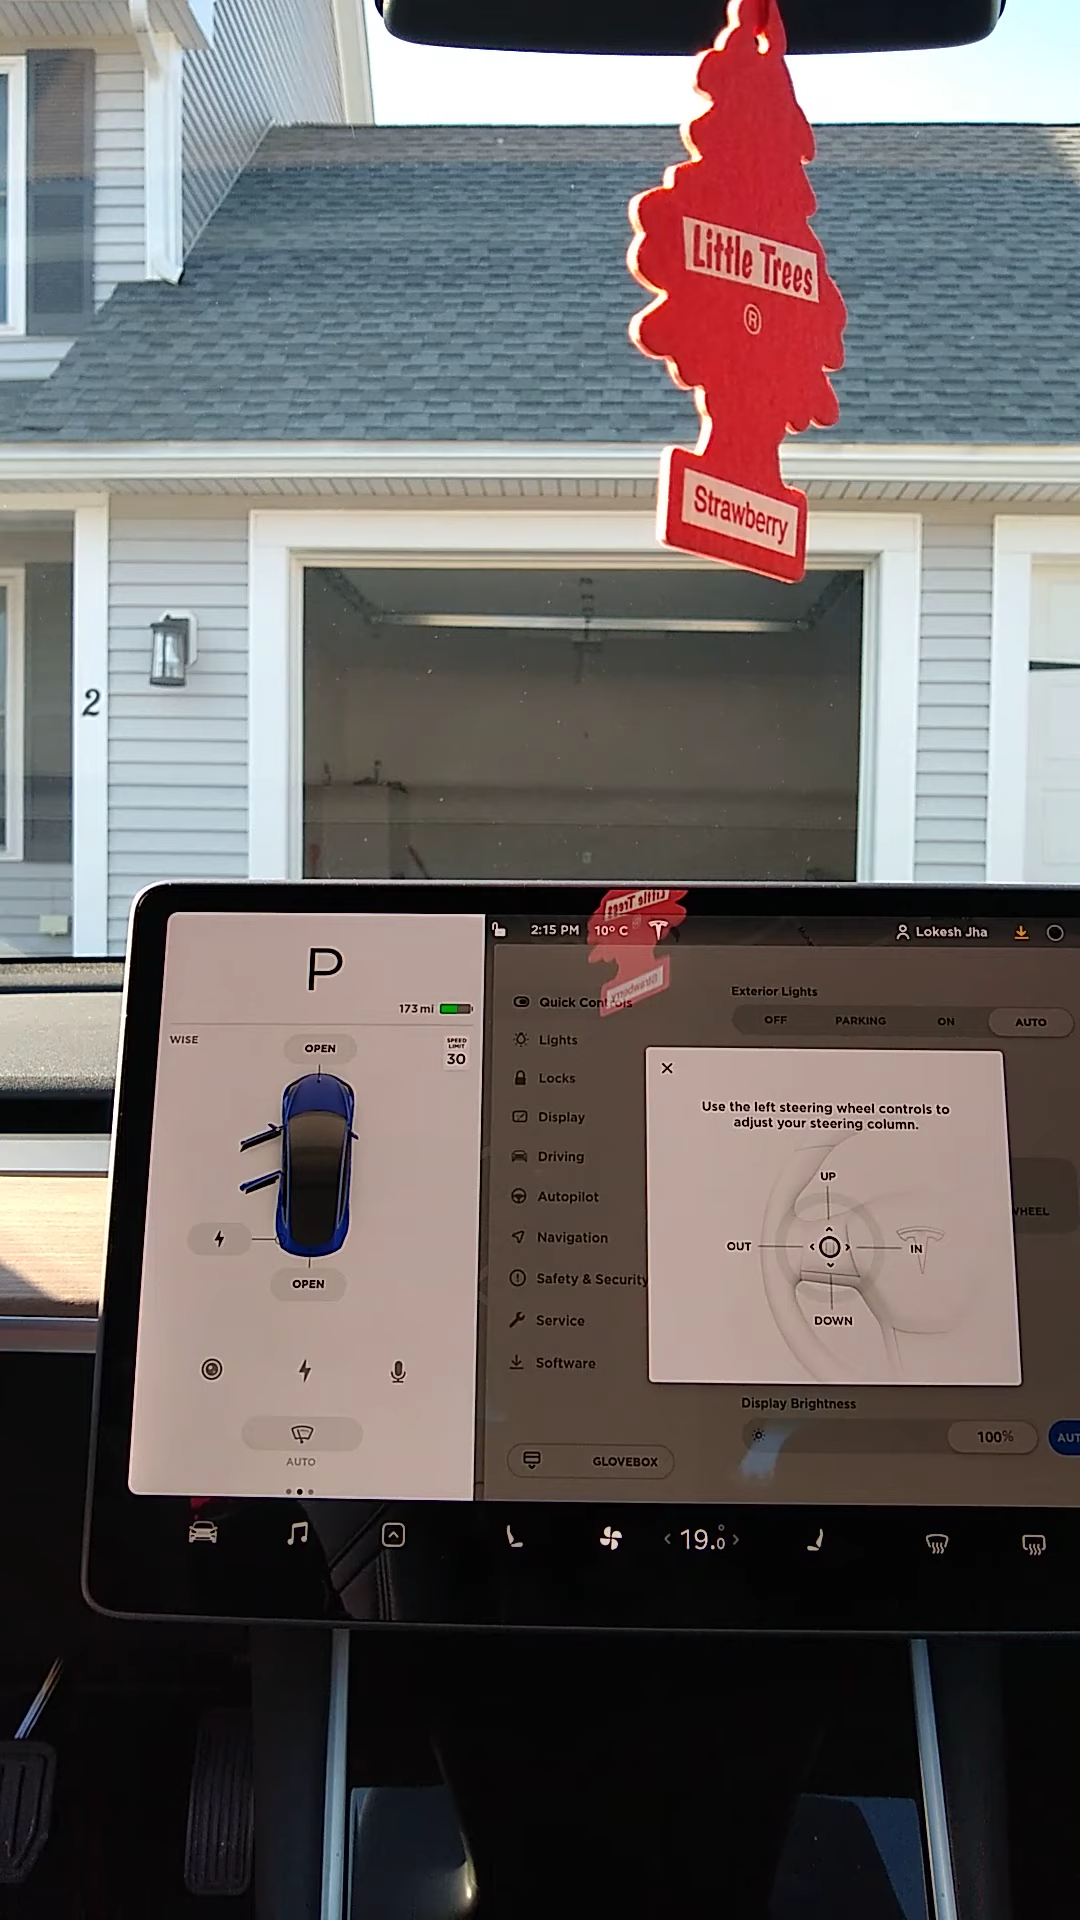 Little Trees
®
Strawberry
2
P
173 mi
WISE
SPEED
LIMIT
30
OPEN
OPEN
AUTO
2:15 PM
10° C
Lokesh Jha
Quick Controls
Lights
Locks
Display
Driving
Autopilot
Navigation
Safety & Security
Service
Software
GLOVEBOX
Exterior Lights
OFF
PARKING
ON
AUTO
Use the left steering wheel controls to
adjust your steering column.
UP
OUT
IN
DOWN
WHEEL
Display Brightness
100%
AUT
19.0